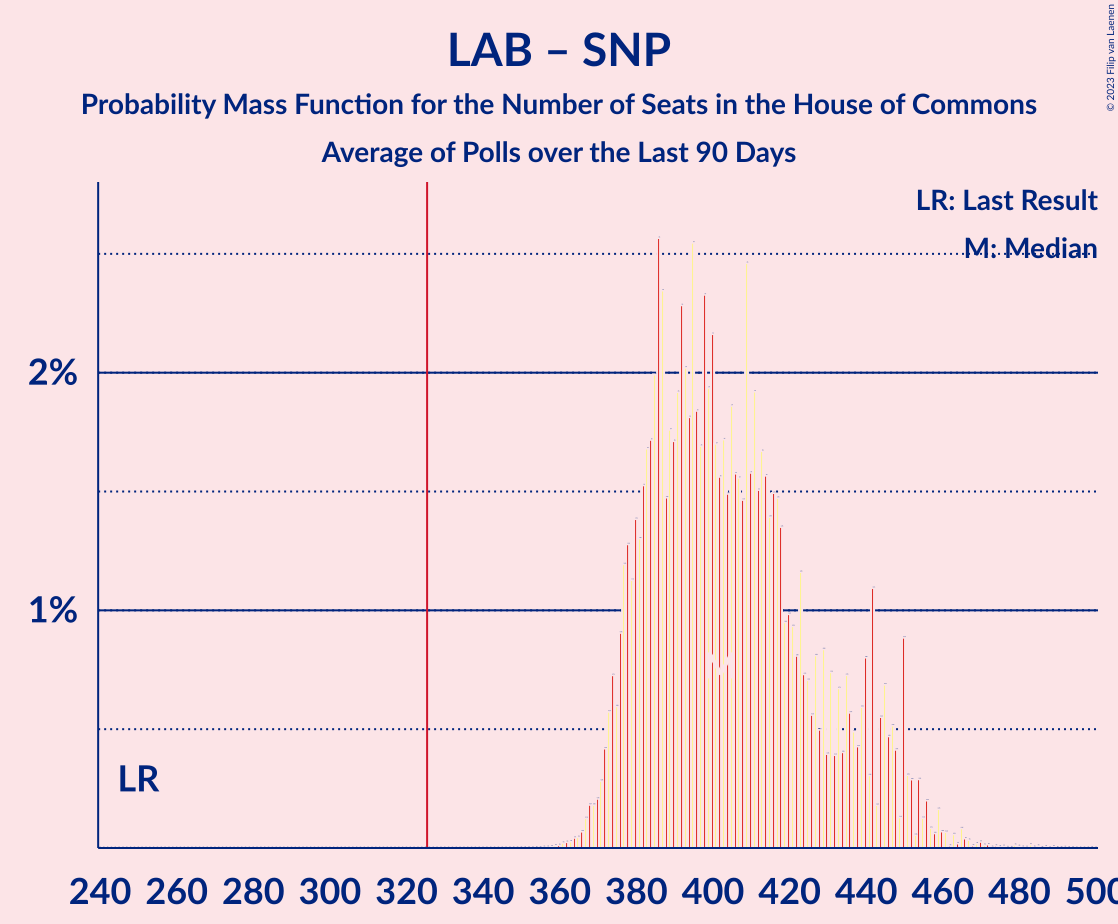 LAB – SNP
Probability Mass Function for the Number of Seats in the House of Commons
Average of Polls over the Last 90 Days
© 2023 Filip van Laenen
LR: Last Result
M: Median
2%
1%
LR
240 260 280 300 320 340 360 380 400 420 440 460 480 500